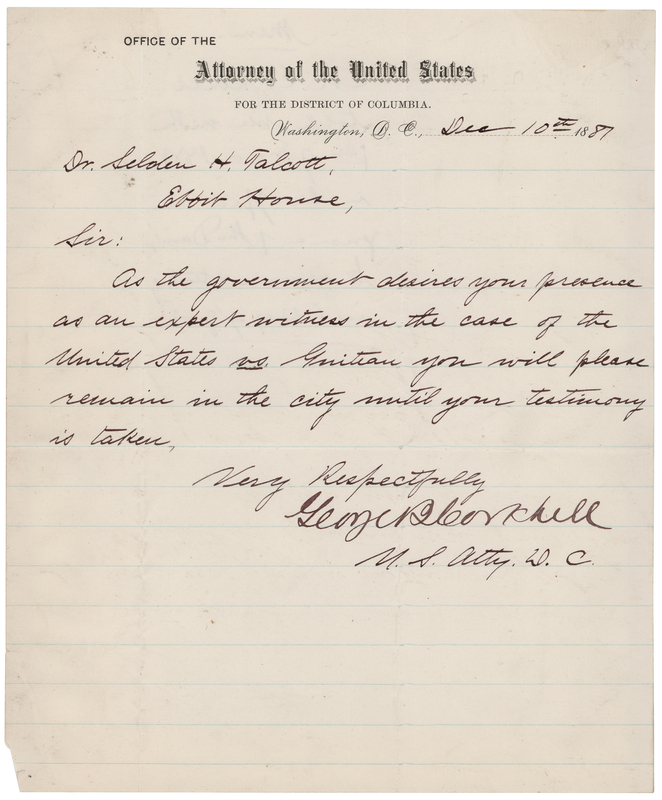 OFFICE OF THE
Attorney of the United States
FOR THE DISTRICT OF COLUMBIA.
Washington, D. C., Dec 10th 1881
Dr. Selden H. Talcott,
Ebbit House,
Sir:
As the government desires your presence
as an expert witness in the case of the
United States vs. Guiteau you will please
remain in the city until your testimony
is taken,
Very Respectfully
George B Corkhill
U. S. Atty. D. C.